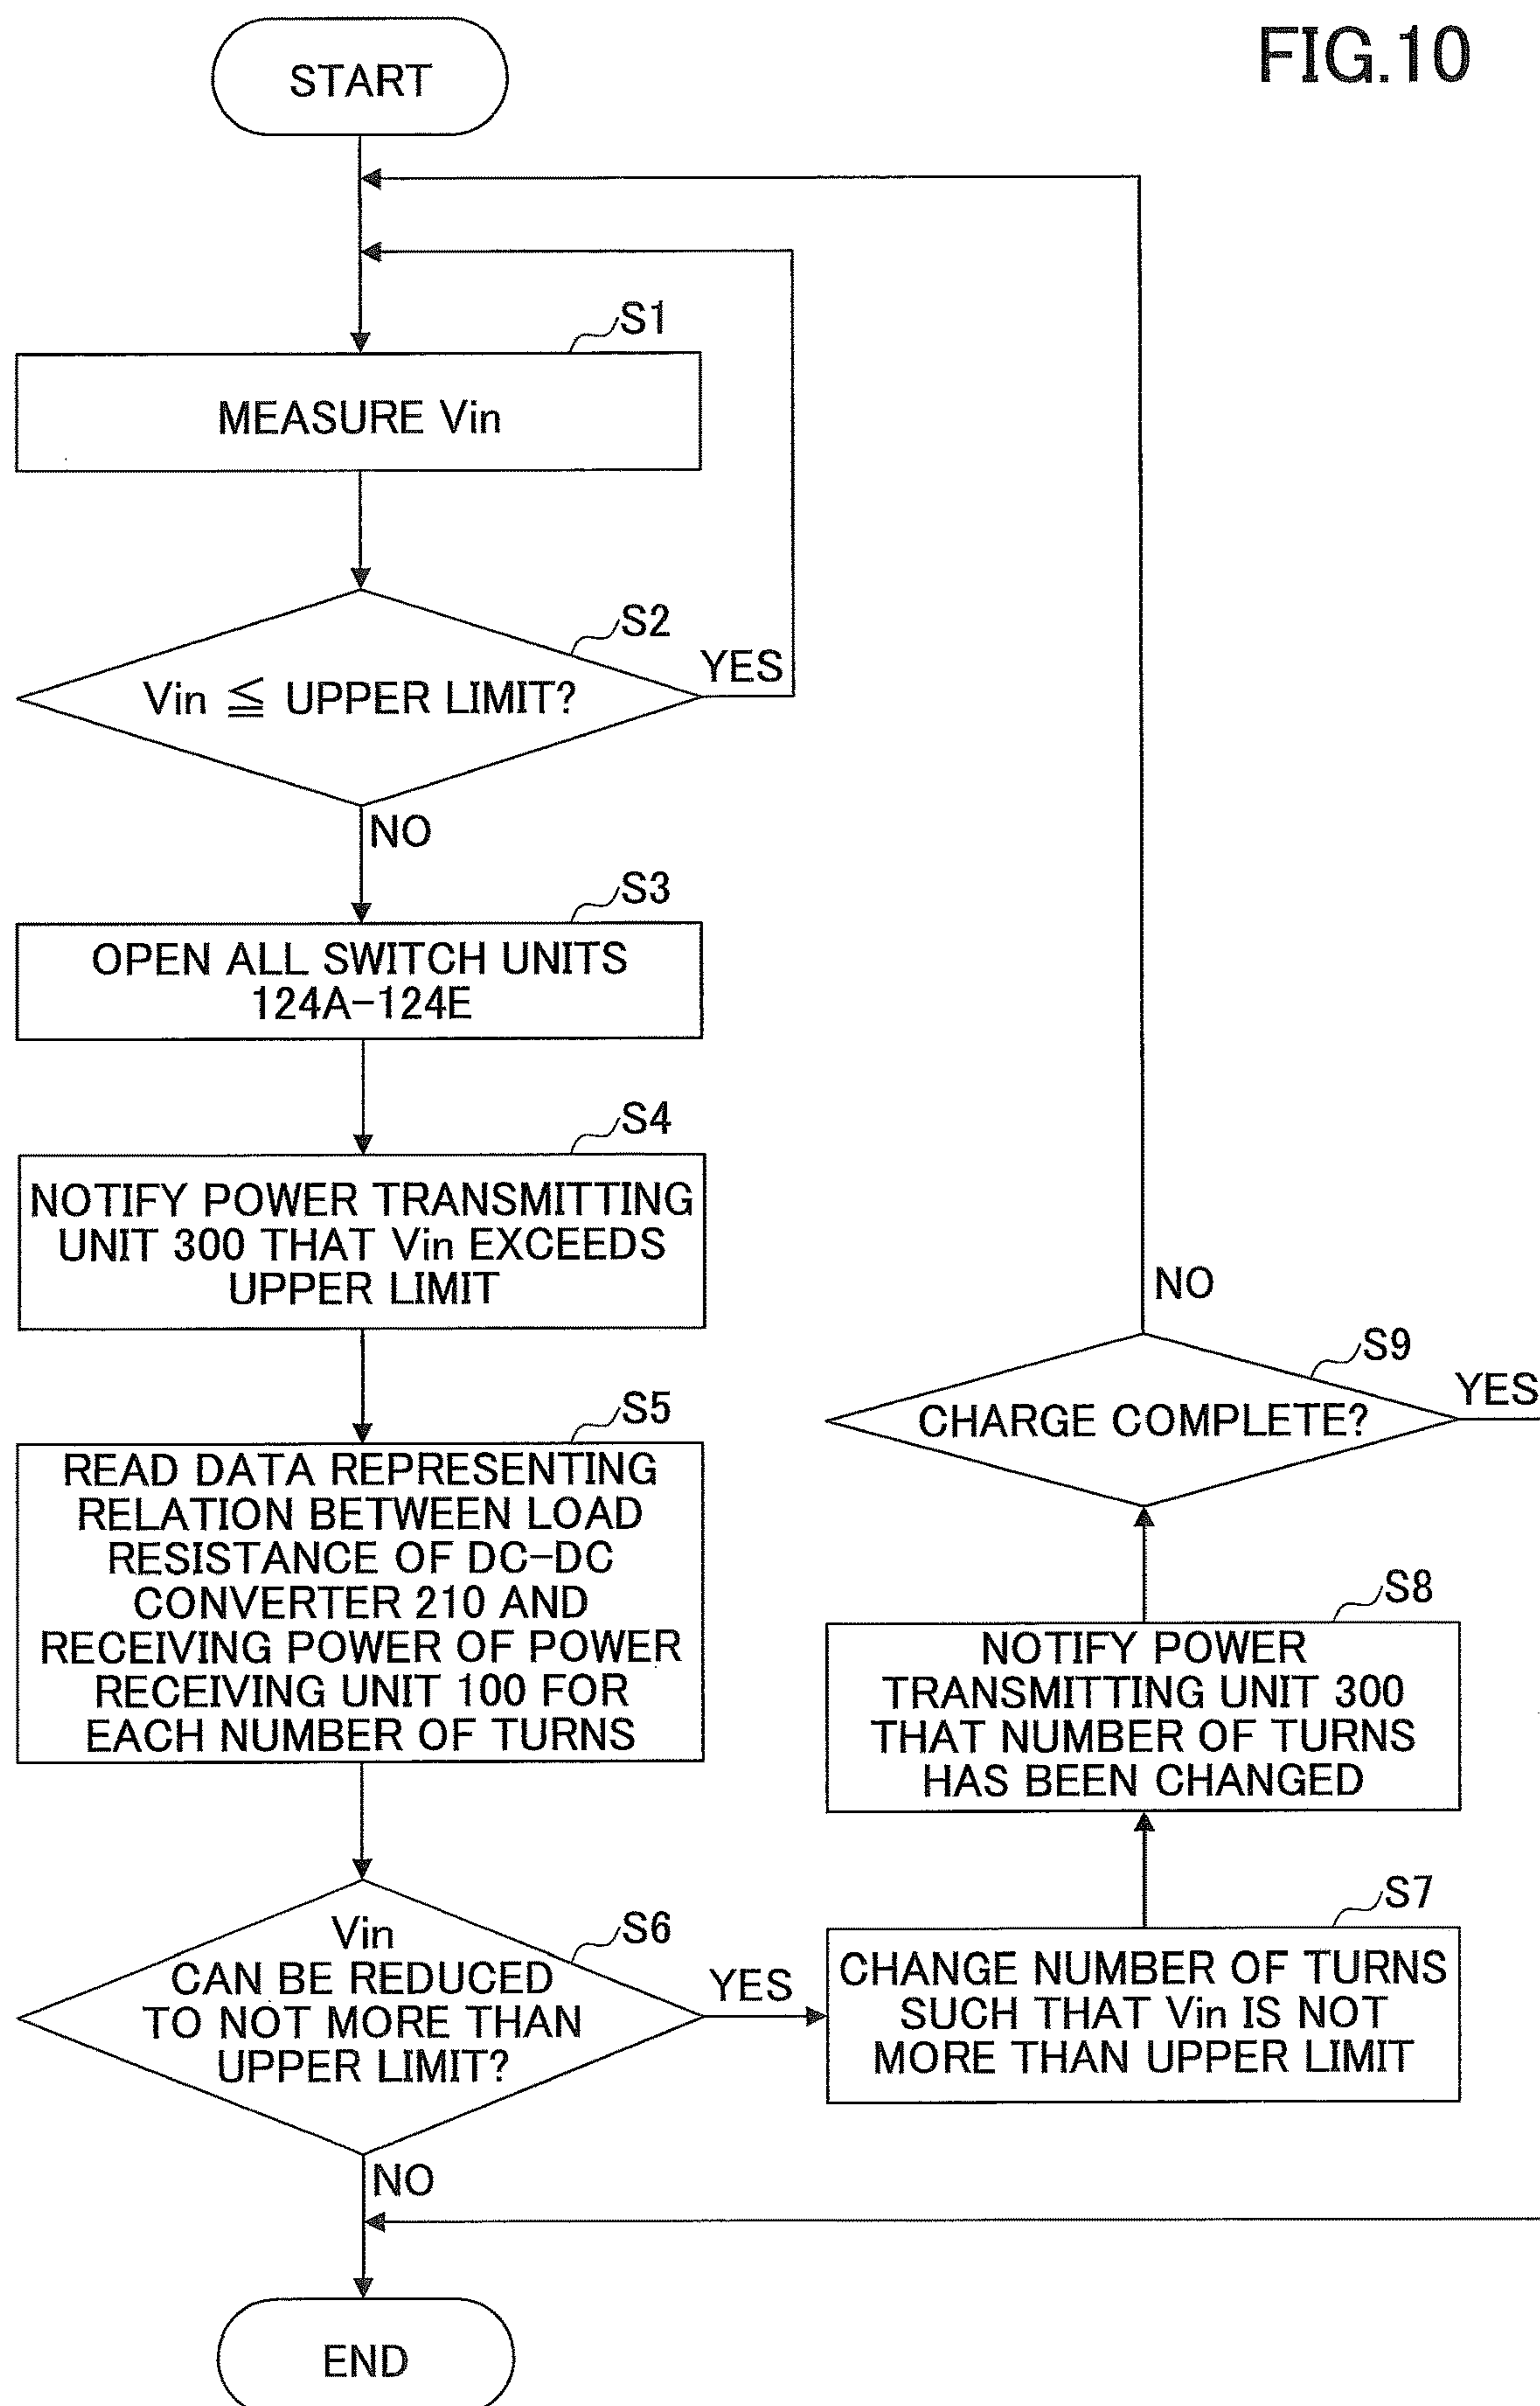 FIG.10
START
S1
MEASURE Vin
S2
Vin ≦ UPPER LIMIT?
YES
NO
S3
OPEN ALL SWITCH UNITS
124A-124E
S4
NOTIFY POWER TRANSMITTING
UNIT 300 THAT Vin EXCEEDS
UPPER LIMIT
S5
READ DATA REPRESENTING
RELATION BETWEEN LOAD
RESISTANCE OF DC-DC
CONVERTER 210 AND
RECEIVING POWER OF POWER
RECEIVING UNIT 100 FOR
EACH NUMBER OF TURNS
S6
Vin
CAN BE REDUCED
TO NOT MORE THAN
UPPER LIMIT?
YES
NO
S7
CHANGE NUMBER OF TURNS
SUCH THAT Vin IS NOT
MORE THAN UPPER LIMIT
S8
NOTIFY POWER
TRANSMITTING UNIT 300
THAT NUMBER OF TURNS
HAS BEEN CHANGED
S9
CHARGE COMPLETE?
NO
YES
END